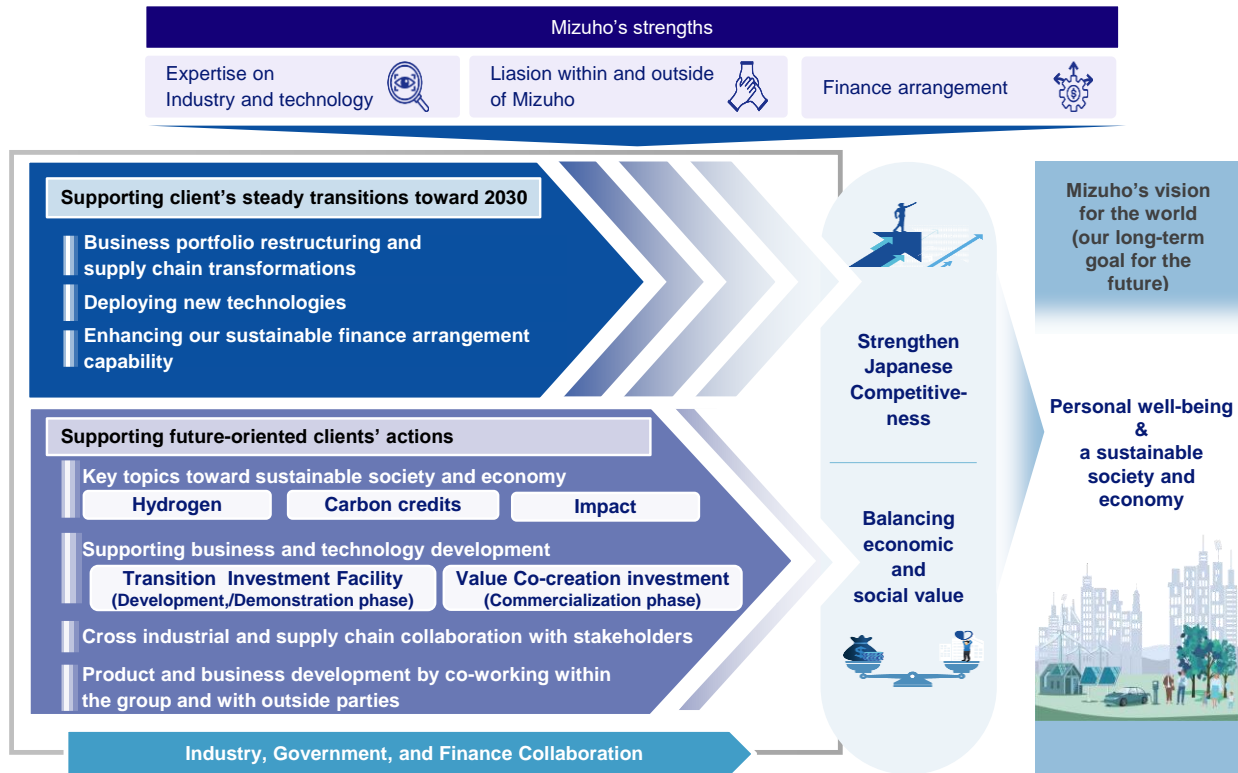 Mizuho's strengths
Expertise on
Industry and technology
Liasion within and outside
of Mizuho
Finance arrangement
Supporting client's steady transitions toward 2030
Business portfolio restructuring and
supply chain transformations
Deploying new technologies
Enhancing our sustainable finance arrangement
capability
Supporting future-oriented clients' actions
Key topics toward sustainable society and economy
Hydrogen
Carbon credits
Impact
Supporting business and technology development
Transition Investment Facility
(Development,/Demonstration phase)
Value Co-creation investment
(Commercialization phase)
Cross industrial and supply chain collaboration with stakeholders
Product and business development by co-working within
the group and with outside parties
Industry, Government, and Finance Collaboration
Strengthen
Japanese
Competitive-
ness
Balancing
economic
and
social value
Mizuho's vision
for the world
(our long-term
goal for the
future)
Personal well-being
&
a sustainable
society and
economy